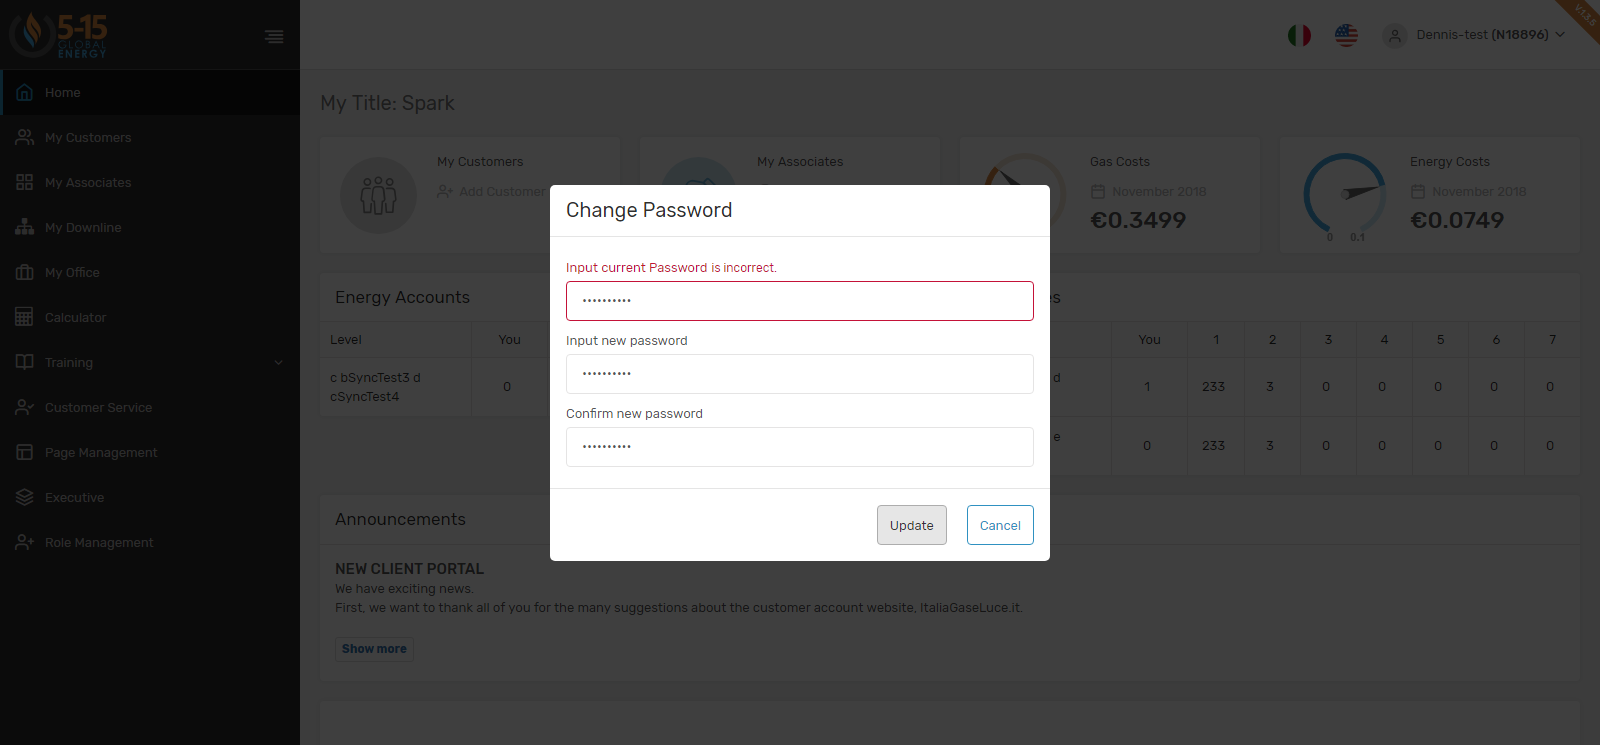 5-15
GLOBAL
ENERGY
Dennis-test (N18896)
V.1.3.5
Home
My Customers
My Associates
My Downline
My Office
Calculator
Training
Customer Service
Page Management
Executive
Role Management
My Title: Spark
My Customers
Add Customer
My Associates
Gas Costs
November 2018
€0.3499
Energy Costs
November 2018
€0.0749
0 0.1
Change Password
Input current Password is incorrect.
••••••••••
Input new password
••••••••••
Confirm new password
••••••••••
Update
Cancel
Energy Accounts
es
Level You
You 1 2 3 4 5 6 7
c bSyncTest3 d
cSyncTest4
0
d
1 233 3 0 0 0 0 0
e
0 233 3 0 0 0 0 0
Announcements
NEW CLIENT PORTAL
We have exciting news.
First, we want to thank all of you for the many suggestions about the customer account website, ItaliaGaseLuce.it.
Show more